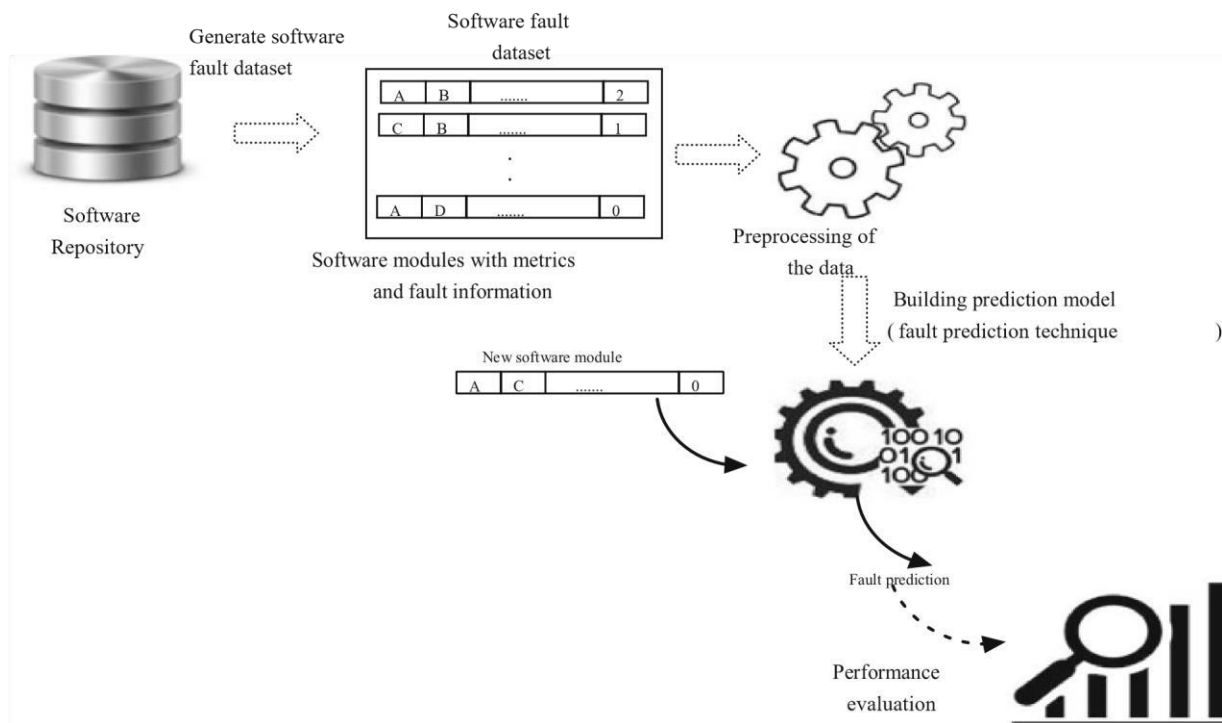 Generate software
fault dataset
Software
Repository
Software fault
dataset
A B ....... 2
C B ....... 1
.
.
A D ....... 0
Software modules with metrics
and fault information
Preprocessing of
the data
Building prediction model
( fault prediction technique )
New software module
A C ....... 0
100 10
01 1
100
Fault prediction
Performance
evaluation